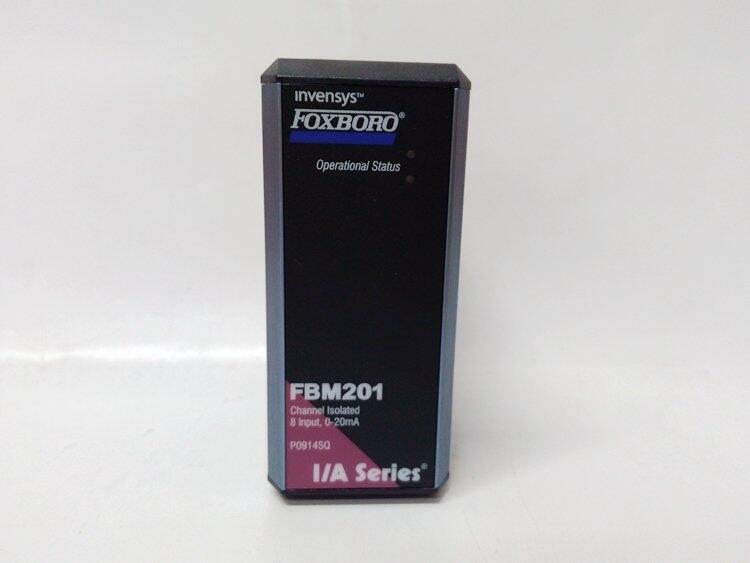 invensys™
FOXBORO®
Operational Status
FBM201
Channel Isolated
8 Input, 0-20mA
P0914SQ
I/A Series®